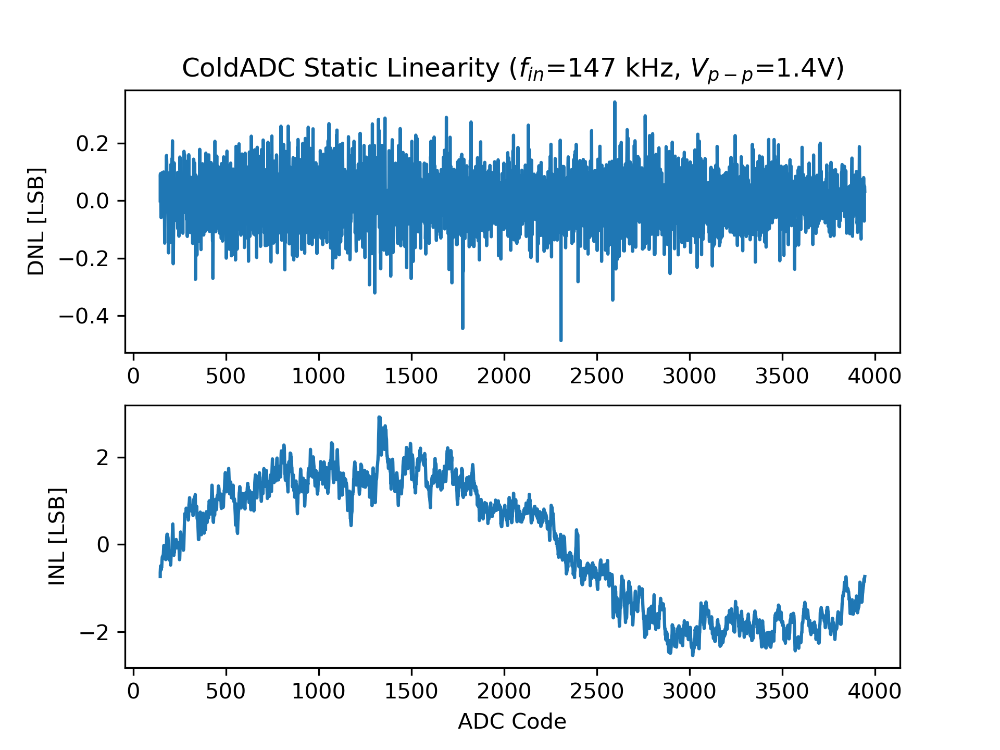 ColdADC Static Linearity (f_in=147 kHz, V_p−p=1.4V)
DNL [LSB]
0.2
0.0
−0.2
−0.4
0 500 1000 1500 2000 2500 3000 3500 4000
INL [LSB]
2
0
−2
0 500 1000 1500 2000 2500 3000 3500 4000
ADC Code